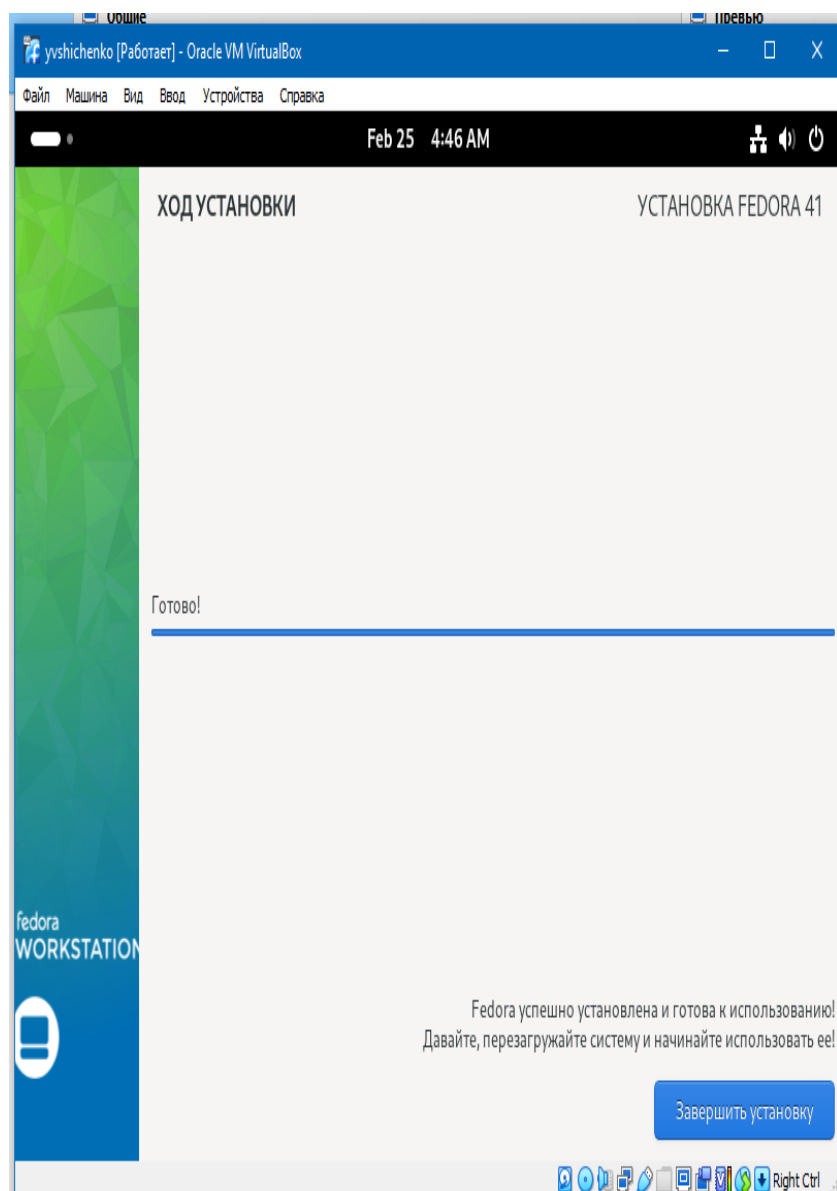 Общие
Превью
yvshichenko [Работает] - Oracle VM VirtualBox
Файл Машина Вид Ввод Устройства Справка
Feb 25 4:46 AM
ХОД УСТАНОВКИ
УСТАНОВКА FEDORA 41
Готово!
fedora
WORKSTATION
Fedora успешно установлена и готова к использованию!
Давайте, перезагружайте систему и начинайте использовать ее!
Завершить установку
Right Ctrl